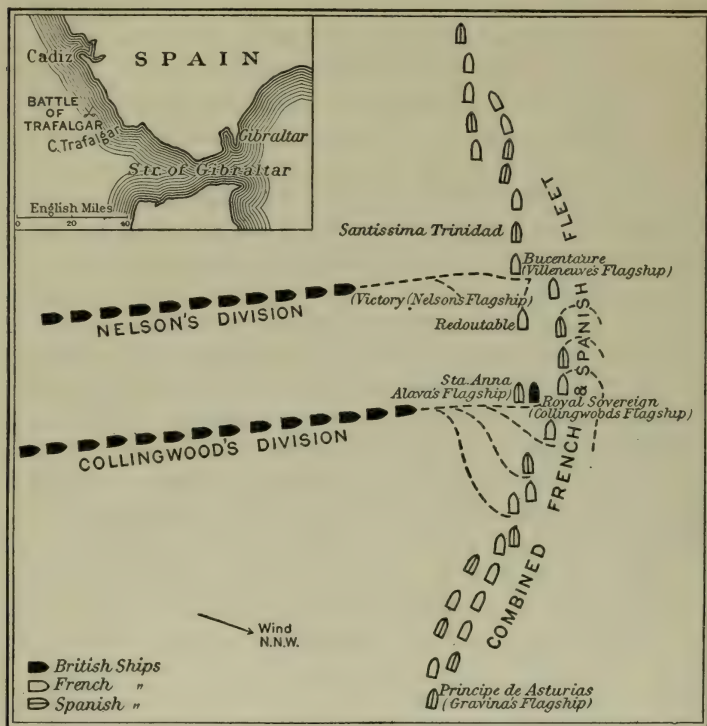 SPAIN
Cadiz
BATTLE
OF
TRAFALGAR
C. Trafalgar
Gibraltar
Str. of Gibraltar
English Miles
0 20 40
Santissima Trinidad
Bucentaure
(Villeneuve's Flagship)
(Victory (Nelson's Flagship)
NELSON'S DIVISION
Redoutable
Sta. Anna
Alava's Flagship)
Royal Sovereign
(Collingwoods Flagship)
COLLINGWOOD'S DIVISION
COMBINED FRENCH & SPANISH FLEET
Wind
N.N.W.
British Ships
French "
Spanish "
Principe de Asturias
(Gravina's Flagship)